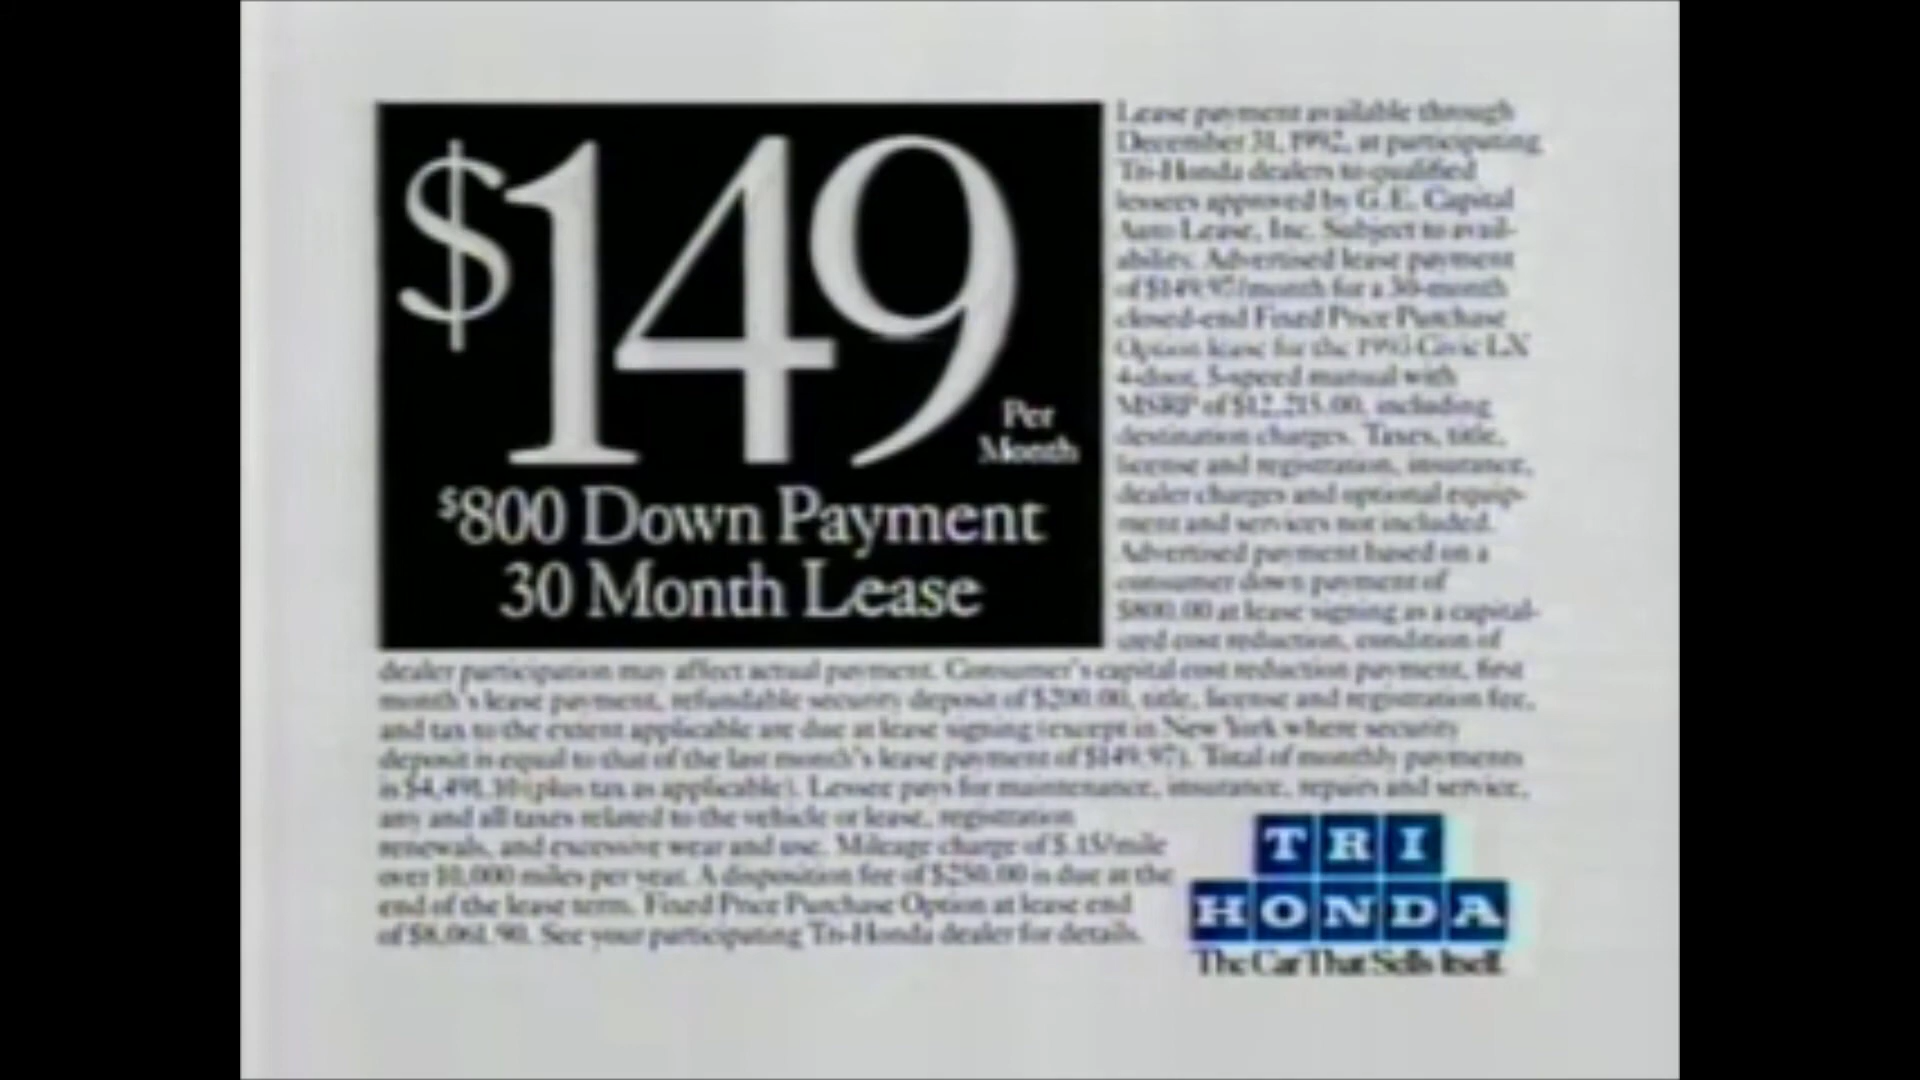 $149
Per
Month
$800 Down Payment
30 Month Lease
Lease payment available through
December 31, 1992, at participating
Tri-Honda dealers to qualified
lessees approved by G.E. Capital
Auto Lease, Inc. Subject to avail-
ability. Advertised lease payment
of $149.97/month for a 30-month
closed-end Fixed Price Purchase
Option lease for the 1993 Civic LX
4-door, 5-speed manual with
MSRP of $12,215.00, including
destination charges. Taxes, title,
license and registration, insurance,
dealer charges and optional equip-
ment and services not included.
Advertised payment based on a
consumer down payment of
$800.00 at lease signing as a capital-
ized cost reduction, condition of
dealer participation may affect actual payment. Consumer's capital cost reduction payment, first
month's lease payment, refundable security deposit of $200.00, title, license and registration fee,
and tax to the extent applicable are due at lease signing (except in New York where security
deposit is equal to that of the last month's lease payment of $149.97). Total of monthly payments
is $4,498.10 (plus tax as applicable). Lessee pays for maintenance, insurance, repairs and service,
any and all taxes related to the vehicle or lease, registration
renewals, and excessive wear and use. Mileage charge of $.15/mile
over 10,000 miles per year. A disposition fee of $250.00 is due at the
end of the lease term. Fixed Price Purchase Option at lease end
of $8,061.90. See your participating Tri-Honda dealer for details.
TRI
HONDA
The Car That Sells Itself.